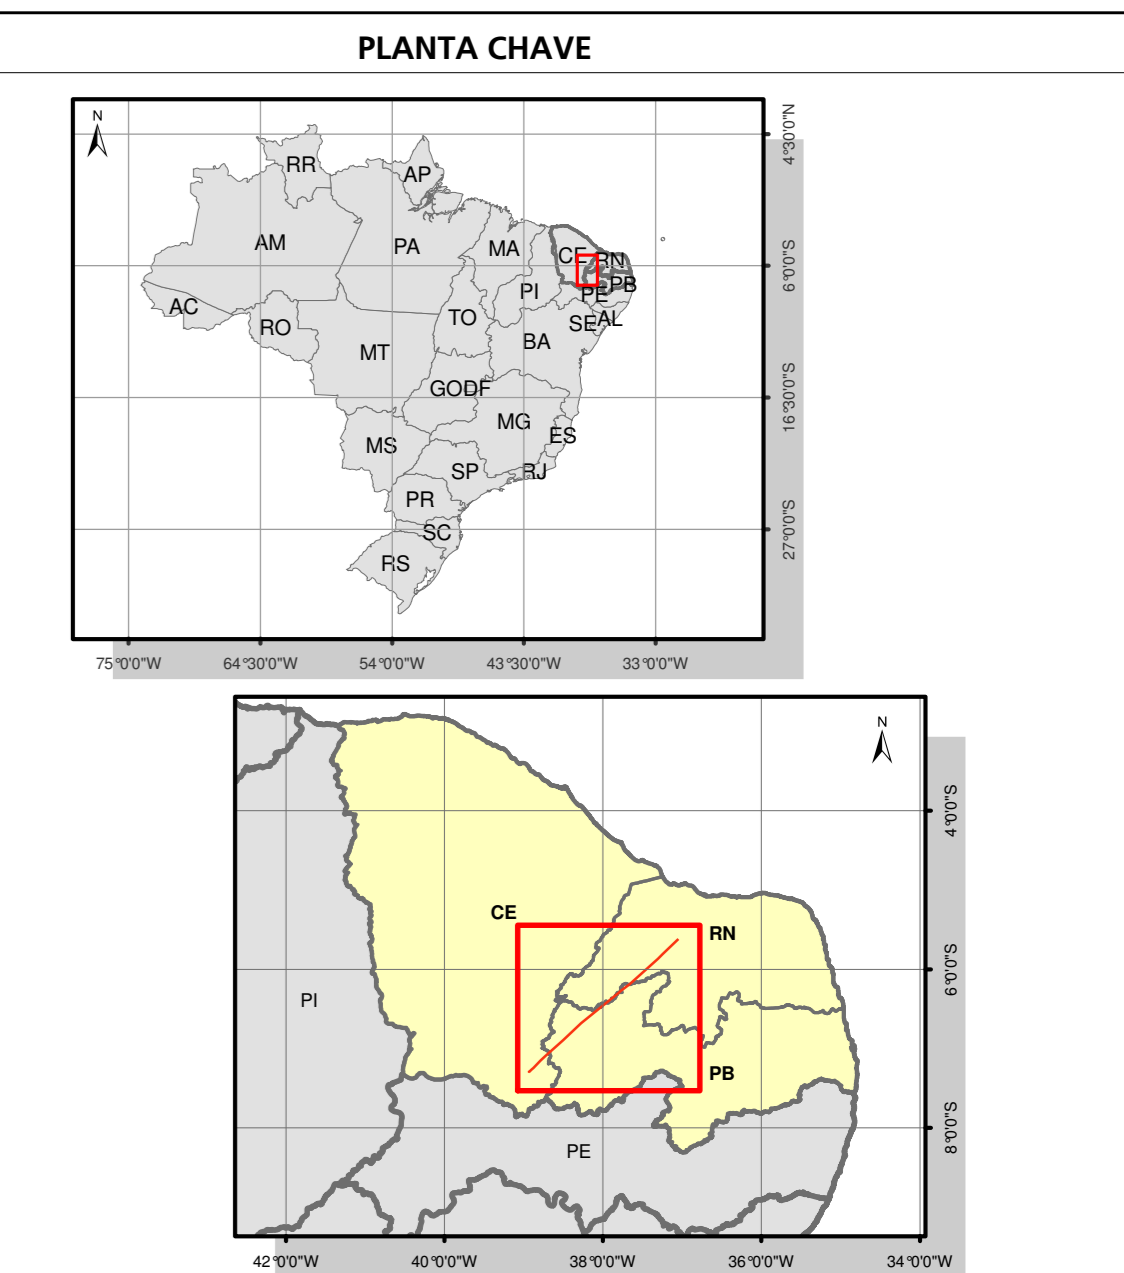 PLANTA CHAVE
N
4°30'0"N
RR
AP
AM
PA
MA
CE
RN
6°0'0"S
PI
PB
PE
AC
RO
TO
SE
AL
MT
BA
GO
DF
16°30'0"S
MG
ES
MS
SP
RJ
PR
SC
27°0'0"S
RS
75°0'0"W 64°30'0"W 54°0'0"W 43°30'0"W 33°0'0"W
N
4°0'0"S
CE
RN
6°0'0"S
PI
PB
8°0'0"S
PE
42°0'0"W 40°0'0"W 38°0'0"W 36°0'0"W 34°0'0"W